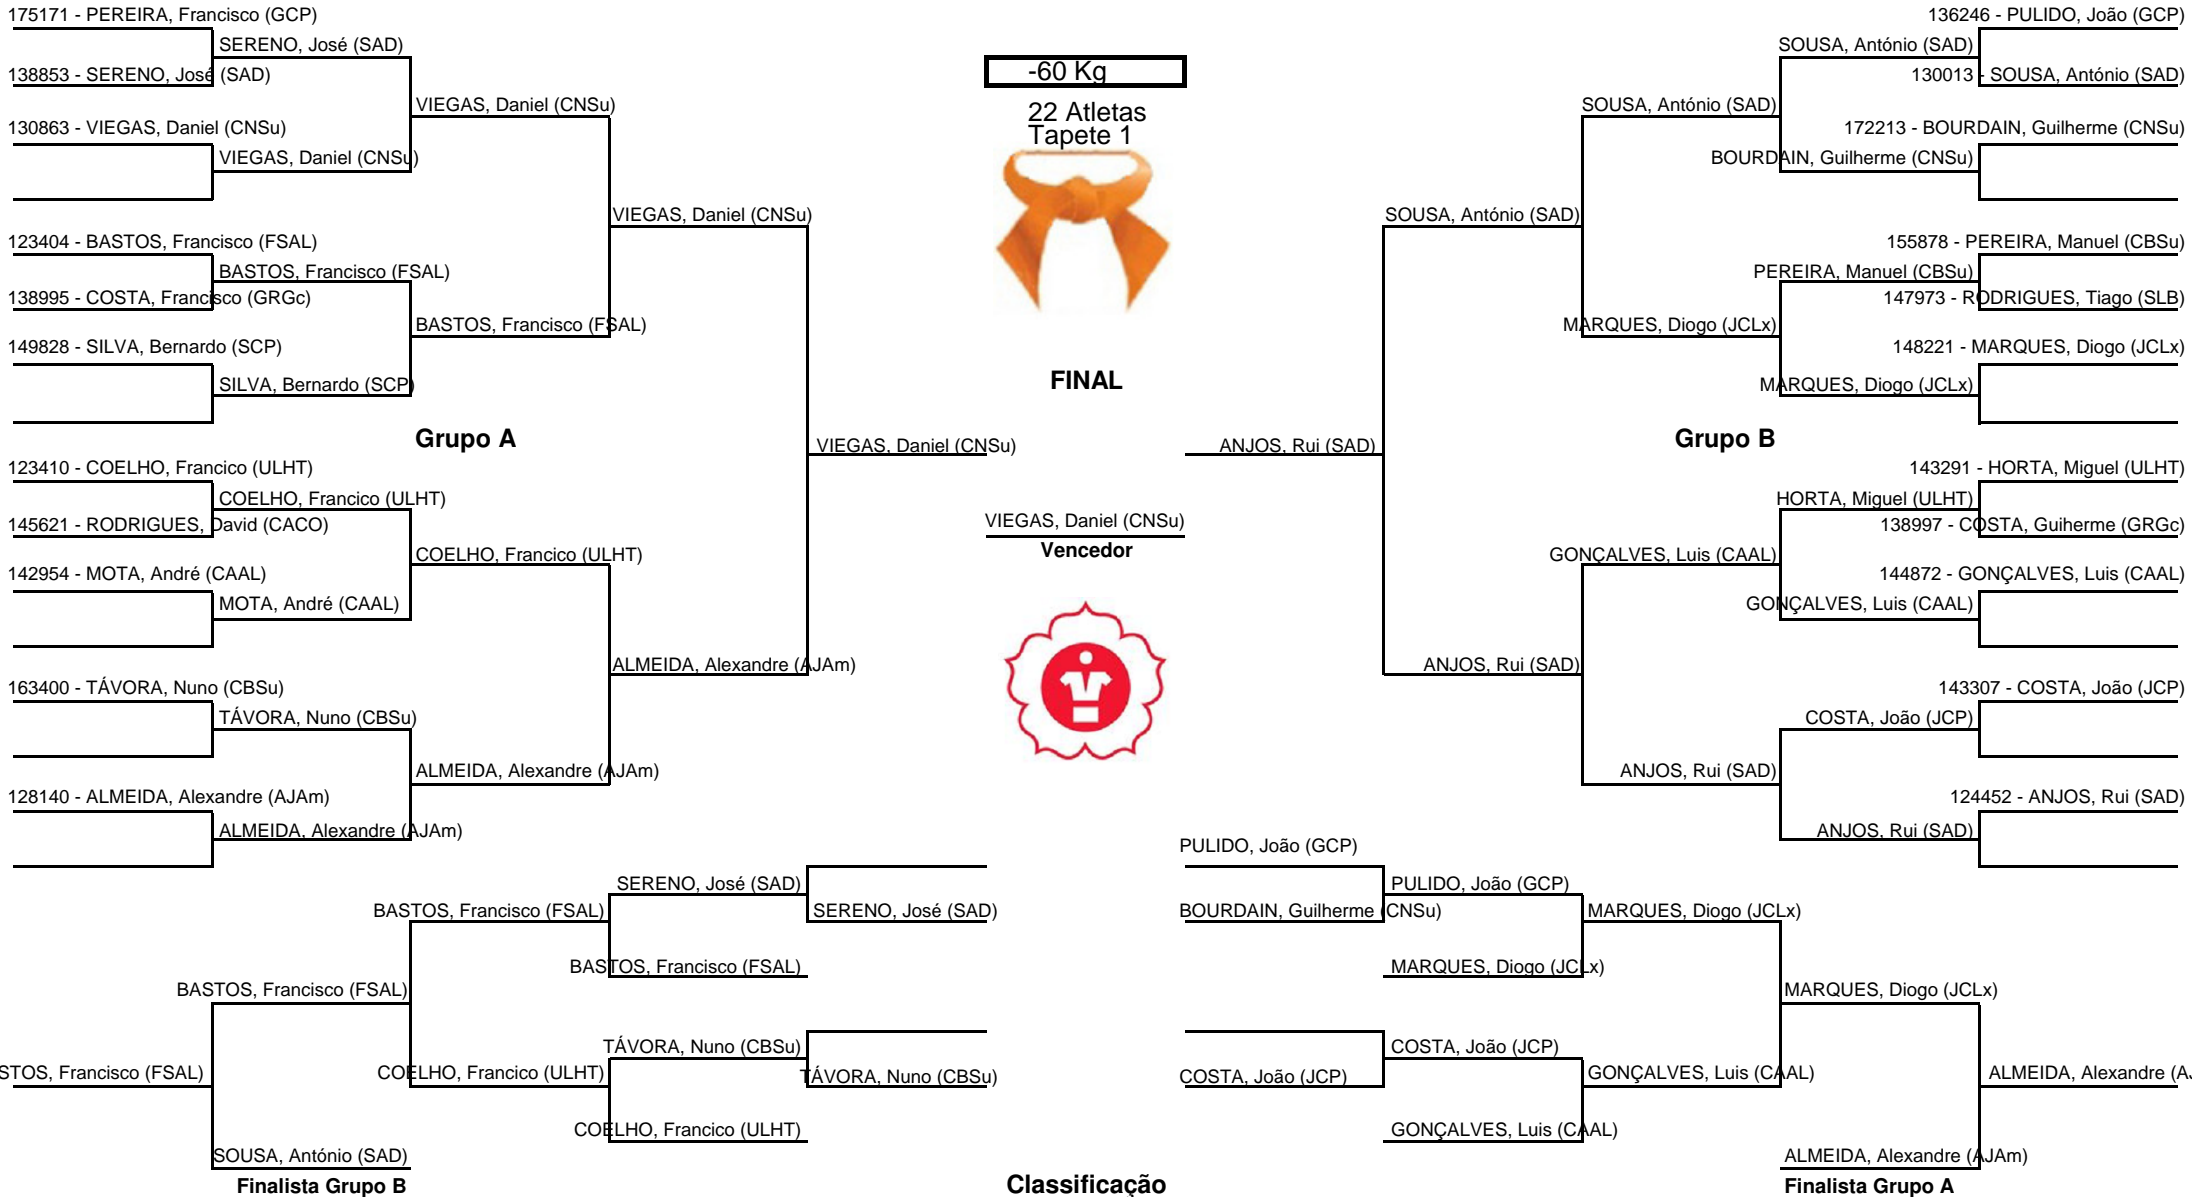 175171 - PEREIRA, Francisco (GCP)
SERENO, José (SAD)
138853 - SERENO, José (SAD)
VIEGAS, Daniel (CNSu)
130863 - VIEGAS, Daniel (CNSu)
VIEGAS, Daniel (CNSu)
VIEGAS, Daniel (CNSu)
123404 - BASTOS, Francisco (FSAL)
BASTOS, Francisco (FSAL)
138995 - COSTA, Francisco (GRGc)
BASTOS, Francisco (FSAL)
149828 - SILVA, Bernardo (SCP)
SILVA, Bernardo (SCP)
Grupo A
VIEGAS, Daniel (CNSu)
123410 - COELHO, Francico (ULHT)
COELHO, Francico (ULHT)
145621 - RODRIGUES, David (CACO)
COELHO, Francico (ULHT)
142954 - MOTA, André (CAAL)
MOTA, André (CAAL)
ALMEIDA, Alexandre (AJAm)
163400 - TÁVORA, Nuno (CBSu)
TÁVORA, Nuno (CBSu)
ALMEIDA, Alexandre (AJAm)
128140 - ALMEIDA, Alexandre (AJAm)
ALMEIDA, Alexandre (AJAm)
-60 Kg
22 Atletas
Tapete 1
FINAL
VIEGAS, Daniel (CNSu)
Vencedor
136246 - PULIDO, João (GCP)
SOUSA, António (SAD)
130013 - SOUSA, António (SAD)
SOUSA, António (SAD)
172213 - BOURDAIN, Guilherme (CNSu)
BOURDAIN, Guilherme (CNSu)
SOUSA, António (SAD)
155878 - PEREIRA, Manuel (CBSu)
PEREIRA, Manuel (CBSu)
147973 - RODRIGUES, Tiago (SLB)
MARQUES, Diogo (JCLx)
148221 - MARQUES, Diogo (JCLx)
MARQUES, Diogo (JCLx)
Grupo B
ANJOS, Rui (SAD)
143291 - HORTA, Miguel (ULHT)
HORTA, Miguel (ULHT)
138997 - COSTA, Guiherme (GRGc)
GONÇALVES, Luis (CAAL)
144872 - GONÇALVES, Luis (CAAL)
GONÇALVES, Luis (CAAL)
ANJOS, Rui (SAD)
143307 - COSTA, João (JCP)
COSTA, João (JCP)
ANJOS, Rui (SAD)
124452 - ANJOS, Rui (SAD)
ANJOS, Rui (SAD)
SERENO, José (SAD)
BASTOS, Francisco (FSAL)
SERENO, José (SAD)
BASTOS, Francisco (FSAL)
BASTOS, Francisco (FSAL)
TÁVORA, Nuno (CBSu)
STOS, Francisco (FSAL)
COELHO, Francico (ULHT)
TÁVORA, Nuno (CBSu)
COELHO, Francico (ULHT)
SOUSA, António (SAD)
Finalista Grupo B
PULIDO, João (GCP)
PULIDO, João (GCP)
BOURDAIN, Guilherme (CNSu)
MARQUES, Diogo (JCLx)
MARQUES, Diogo (JCLx)
MARQUES, Diogo (JCLx)
COSTA, João (JCP)
COSTA, João (JCP)
GONÇALVES, Luis (CAAL)
ALMEIDA, Alexandre (AJ
GONÇALVES, Luis (CAAL)
ALMEIDA, Alexandre (AJAm)
Finalista Grupo A
Classificação